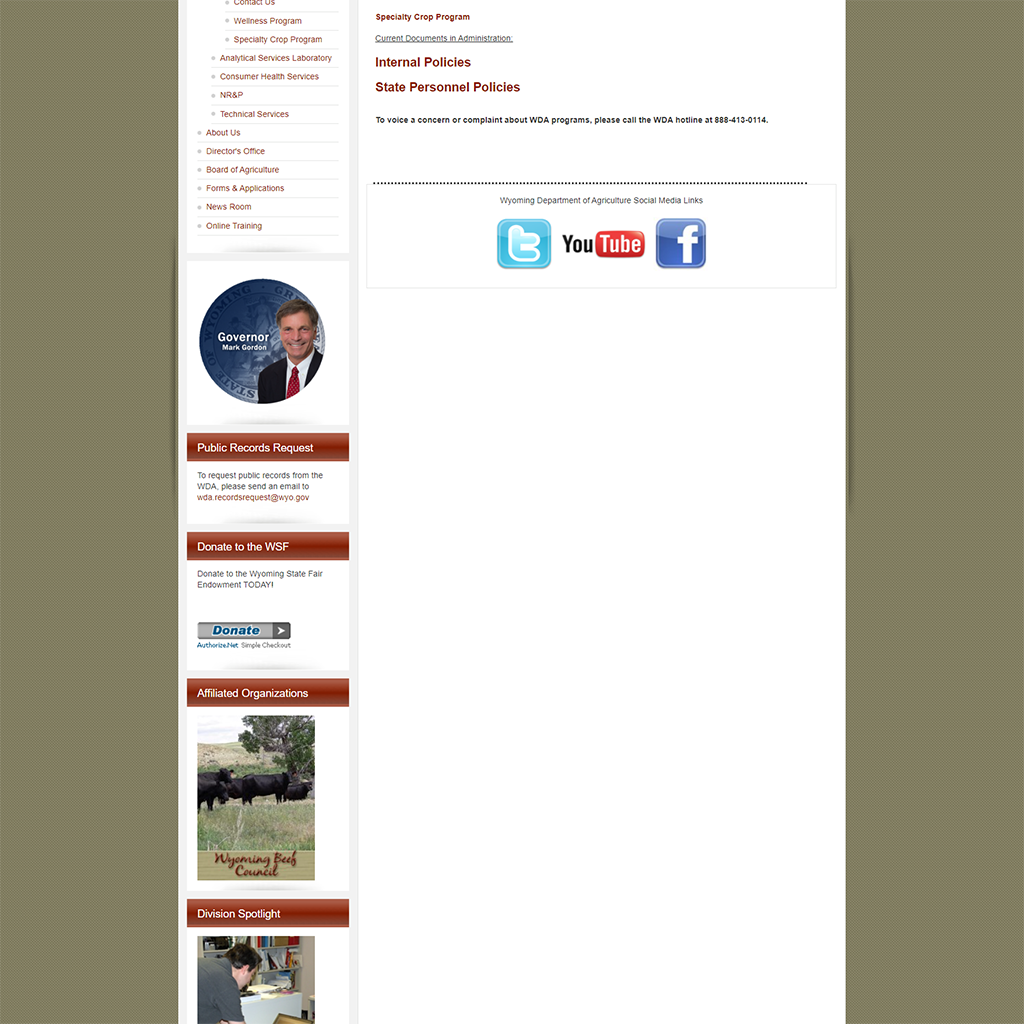 Contact Us
Wellness Program
Specialty Crop Program
Analytical Services Laboratory
Consumer Health Services
NR&P
Technical Services
About Us
Director's Office
Board of Agriculture
Forms & Applications
News Room
Online Training
GRE
STATE OF WYOMING
Governor
Mark Gordon
Public Records Request
To request public records from the
WDA, please send an email to
wda.recordsrequest@wyo.gov
Donate to the WSF
Donate to the Wyoming State Fair
Endowment TODAY!
Donate
Authorize.Net Simple Checkout
Affiliated Organizations
Wyoming Beef
Council
Division Spotlight
Specialty Crop Program
Current Documents in Administration:
Internal Policies
State Personnel Policies
To voice a concern or complaint about WDA programs, please call the WDA hotline at 888-413-0114.
Wyoming Department of Agriculture Social Media Links
t
YouTube
f